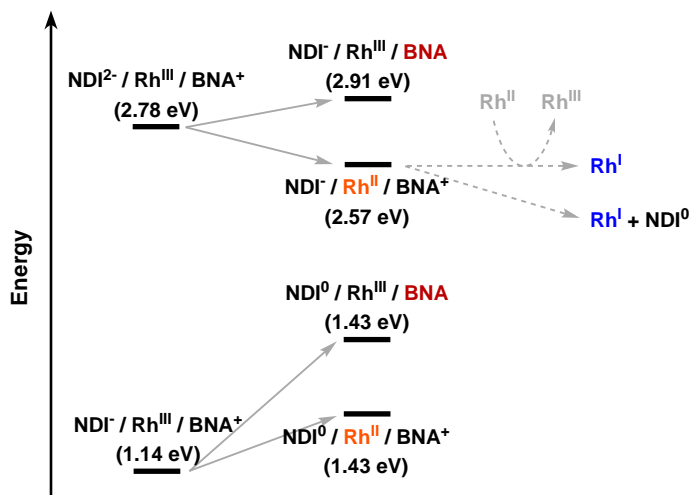 NDI⁻ / Rhᴵᴵᴵ / BNA
(2.91 eV)
NDI²⁻ / Rhᴵᴵᴵ / BNA⁺
(2.78 eV)
Rhᴵᴵ
Rhᴵᴵᴵ
Rhᴵ
NDI⁻ / Rhᴵᴵ / BNA⁺
(2.57 eV)
Rhᴵ + NDI⁰
Energy
NDI⁰ / Rhᴵᴵᴵ / BNA
(1.43 eV)
NDI⁻ / Rhᴵᴵᴵ / BNA⁺
(1.14 eV)
NDI⁰ / Rhᴵᴵ / BNA⁺
(1.43 eV)